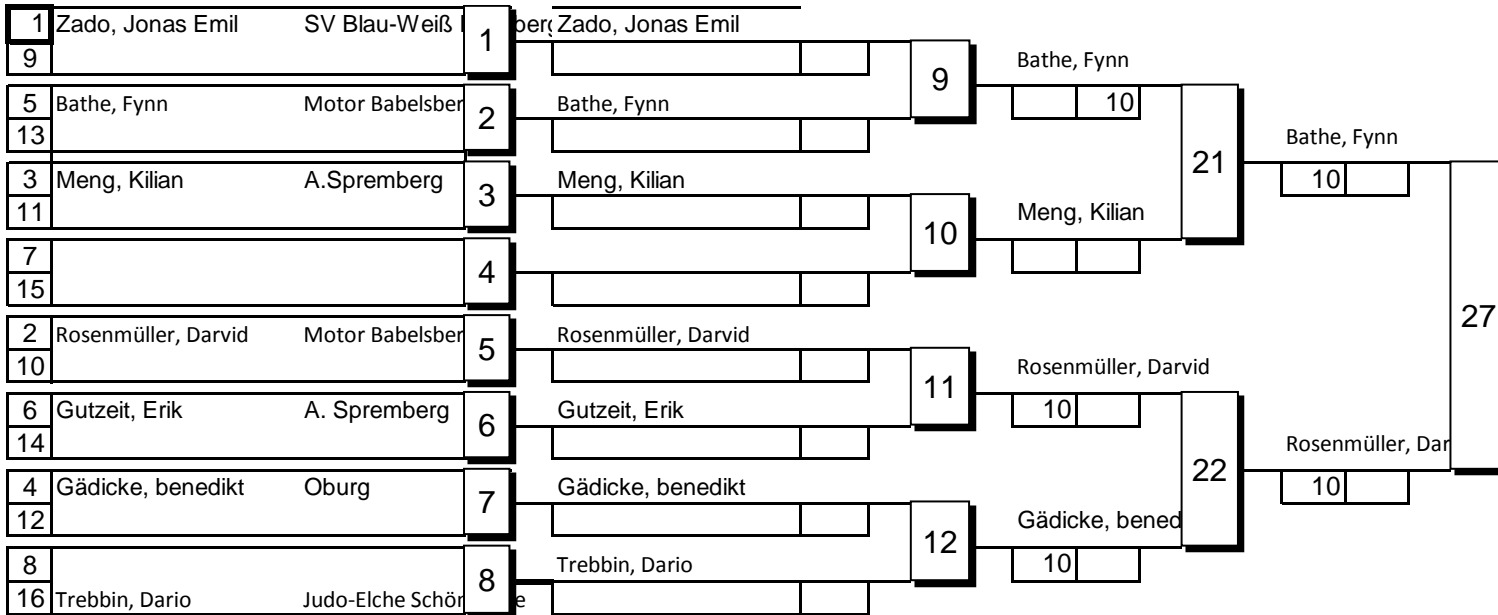 1 Zado, Jonas Emil SV Blau-Weiß 1 Zado, Jonas Emil
9
9 Bathe, Fynn
10
5 Bathe, Fynn Motor Babelsber 2 Bathe, Fynn
13
21 Bathe, Fynn
10
3 Meng, Kilian A.Spremberg 3 Meng, Kilian
11
10 Meng, Kilian
7
15
4
27
2 Rosenmüller, Darvid Motor Babelsber 5 Rosenmüller, Darvid
10
11 Rosenmüller, Darvid
10
6 Gutzeit, Erik A. Spremberg 6 Gutzeit, Erik
14
22 Rosenmüller, Dar
10
4 Gädicke, benedikt Oburg 7 Gädicke, benedikt
12
12 Gädicke, bened
10
8
8 Trebbin, Dario
16 Trebbin, Dario Judo-Elche Schön